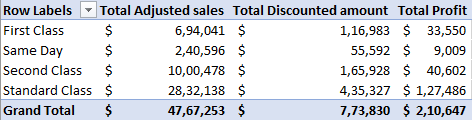 Row Labels Total Adjusted sales Total Discounted amount Total Profit
First Class $ 6,94,041 $ 1,16,983 $ 33,550
Same Day $ 2,40,596 $ 55,592 $ 9,009
Second Class $ 10,00,478 $ 1,65,928 $ 40,602
Standard Class $ 28,32,138 $ 4,35,327 $ 1,27,486
Grand Total $ 47,67,253 $ 7,73,830 $ 2,10,647